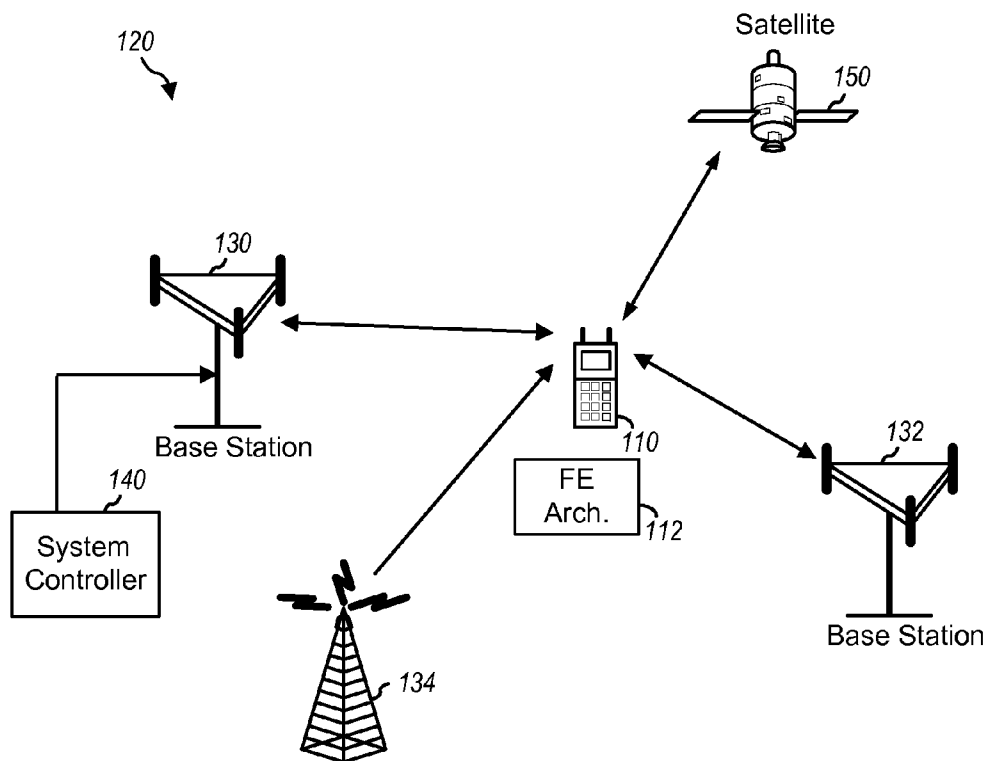 120
Satellite
150
130
Base Station
140
System
Controller
110
FE
Arch.
112
132
Base Station
134